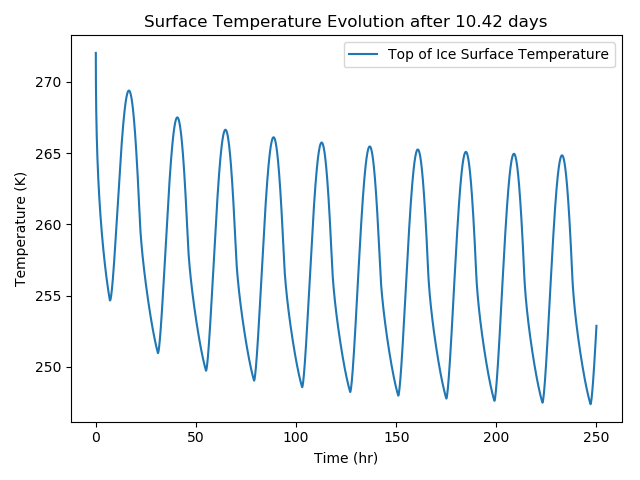 Surface Temperature Evolution after 10.42 days
Top of Ice Surface Temperature
Temperature (K)
270
265
260
255
250
0
50
100
150
200
250
Time (hr)